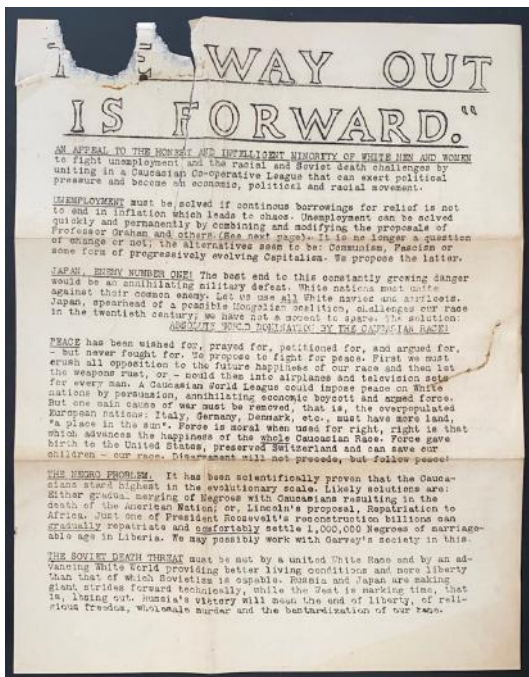 WAY OUT
IS FORWARD."
AN APPEAL TO THE HONEST AND INTELLIGENT MINORITY OF WHITE MEN AND WOMEN
to fight unemployment and the racial and Soviet death challenges by
uniting in a Caucasian Co-operative League that can exert political
pressure and become an economic, political and racial movement.
UNEMPLOYMENT must be solved if continous borrowings for relief is not
to end in inflation which leads to chaos. Unemployment can be solved
quickly and permanently by combining and modifying the proposals of
Professor Graham and others.(See next page). It is no longer a question
of change or not; the alternatives seem to be: Communism, Fascism or
some form of progressively evolving Capitalism. We propose the latter.
JAPAN, ENEMY NUMBER ONE! The best end to this constantly growing danger
would be an annihilating military defeat. White nations must unite
against their common enemy. Let us use all White navies and airfleets.
Japan, spearhead of a possible Mongolian coalition, challenges our race
in the twentieth century; we have not a moment to spare. The solution:
ABSOLUTE WORLD DOMINATION BY THE CAUCASIAN RACE!
PEACE has been wished for, prayed for, petitioned for, and argued for,
- but never fought for. We propose to fight for peace. First we must
crush all opposition to the future happiness of our race and then let
the weapons rust, or - could them into airplanes and television sets
for every man. A Caucasian World League could impose peace on White
nations by persuasion, annihilating economic boycott and armed force.
But one main cause of war must be removed, that is, the overpopulated
European nations: Italy, Germany, Denmark, etc., must have more land,
"a place in the sun". Force is moral when used for right, right is that
which advances the happiness of the whole Caucasian Race. Force gave
birth to the United States, preserved Switzerland and can save our
children - our race. Disarmament will not precede, but follow peace!
THE NEGRO PROBLEM. It has been scientifically proven that the Cauca-
sians stand highest in the evolutionary scale. Likely solutions are:
Either gradual merging of Negroes with Caucasians resulting in the
death of the American Nation; or, Lincoln's proposal, Repatriation to
Africa. Just one of President Roosevelt's reconstruction billions can
gradually repatriate and comfortably settle 1,000,000 Negroes of marriage-
able age in Liberia. We may possibly work with Garvey's society in this.
THE SOVIET DEATH THREAT must be met by a united White Race and by an ad-
vancing White World providing better living conditions and more liberty
than that of which Sovietism is capable. Russia and Japan are making
giant strides forward technically, while the West is marking time, that
is, losing out. Russia's victory will mean the end of liberty, of reli-
gious freedom, wholesale murder and the bastardization of our Race.